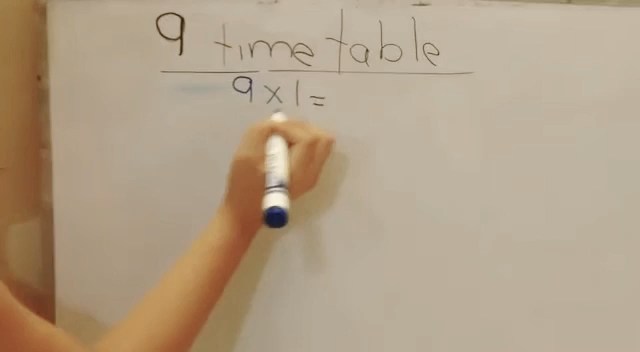 9 time table
9 × 1 =